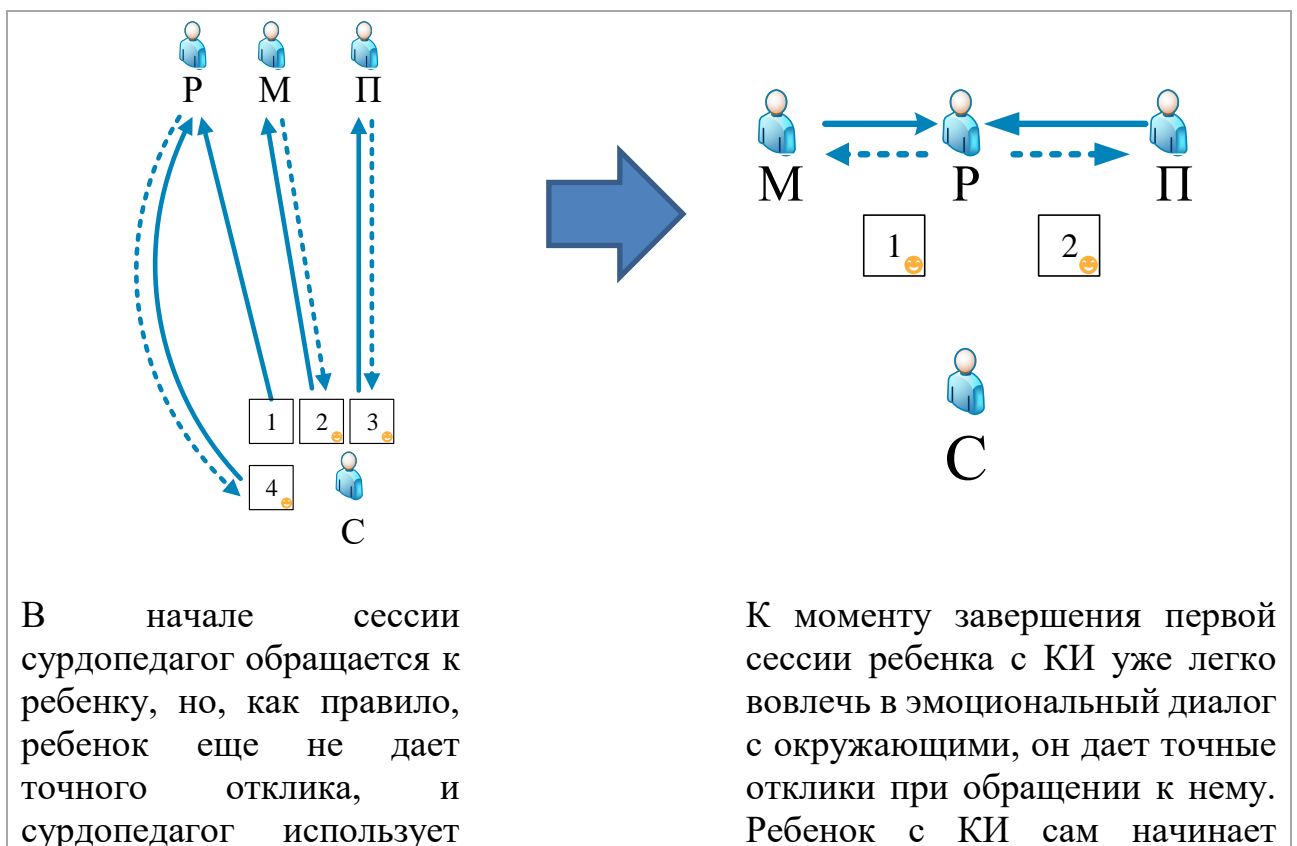 Р М П
1 2 3
4
С
В начале сессии
сурдопедагог обращается к
ребенку, но, как правило,
ребенок еще не дает
точного отклика, и
сурдопедагог использует
М Р П
1 2
С
К моменту завершения первой
сессии ребенка с КИ уже легко
вовлечь в эмоциональный диалог
с окружающими, он дает точные
отклики при обращении к нему.
Ребенок с КИ сам начинает